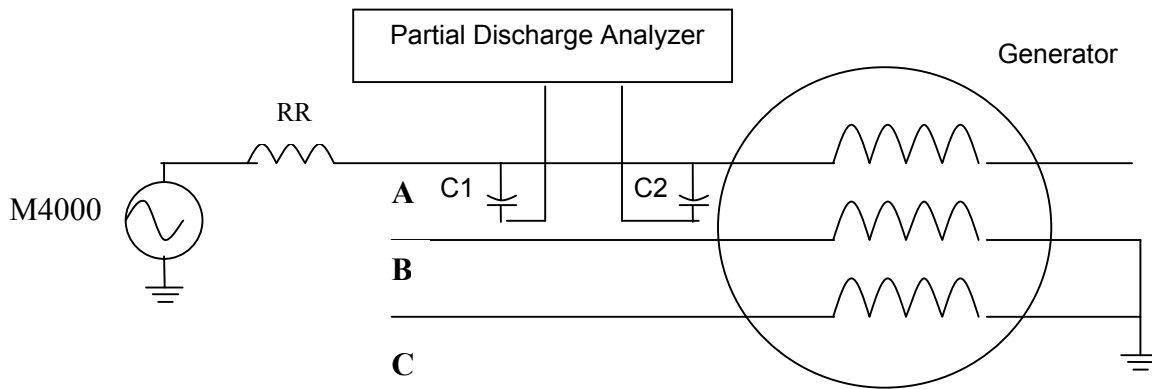 Partial Discharge Analyzer
Generator
RR
M4000
A
C1
C2
B
C